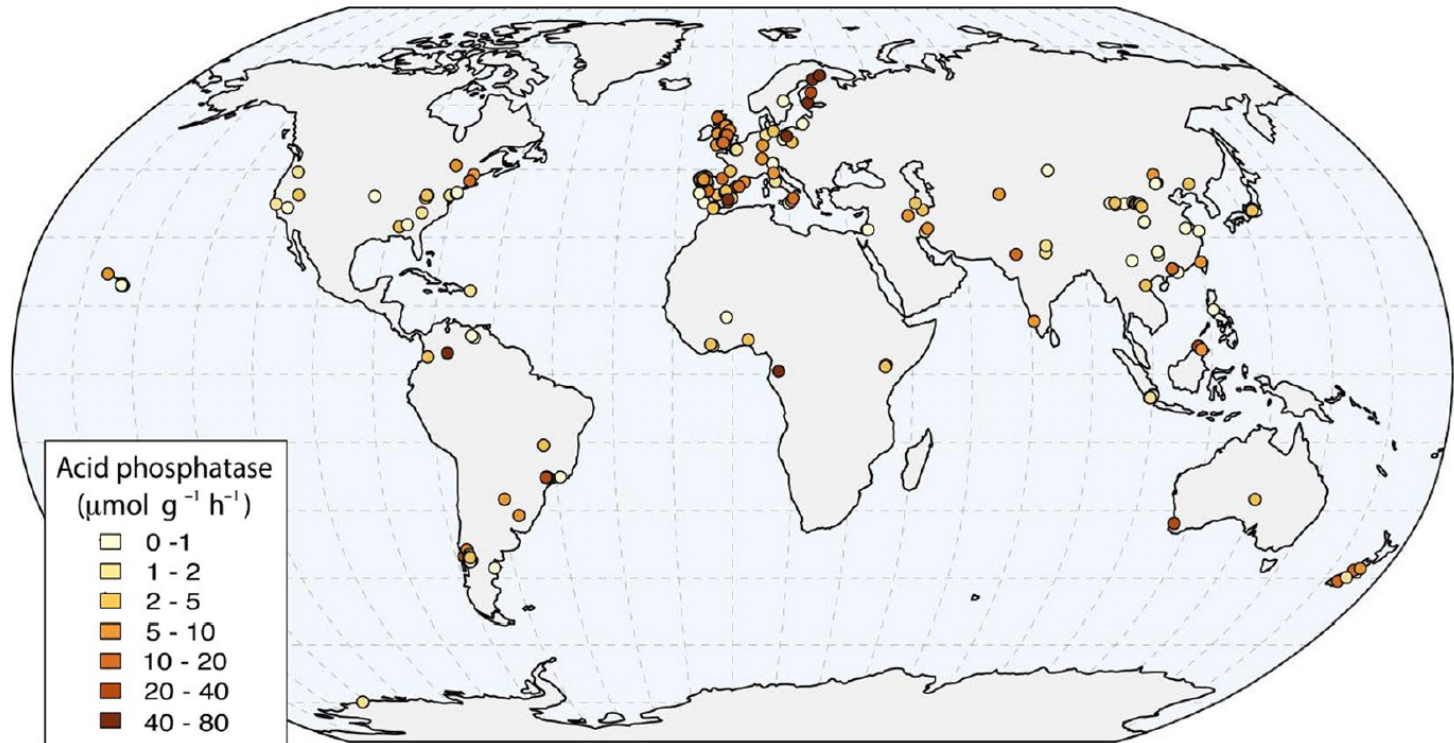 Acid phosphatase
(μmol g⁻¹ h⁻¹)
0 -1
1 - 2
2 - 5
5 - 10
10 - 20
20 - 40
40 - 80